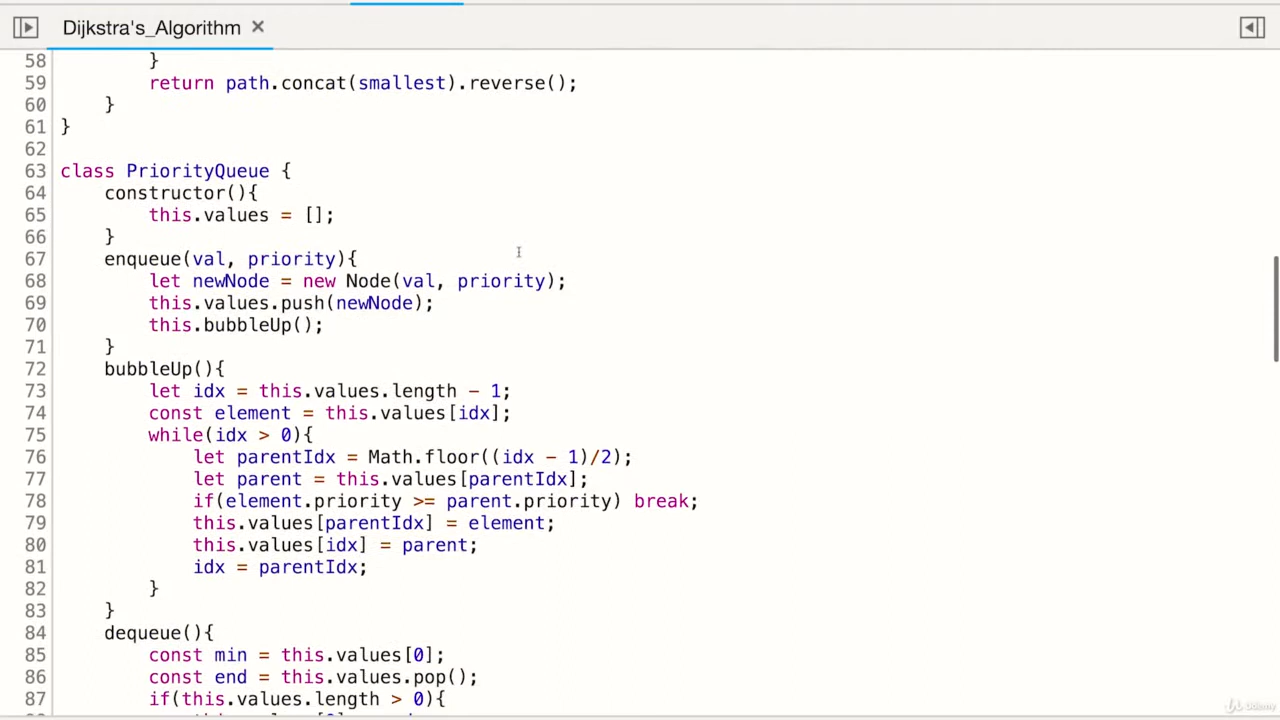 Dijkstra's_Algorithm ×
58 }
59 return path.concat(smallest).reverse();
60 }
61 }
62
63 class PriorityQueue {
64 constructor(){
65 this.values = [];
66 }
67 enqueue(val, priority){
68 let newNode = new Node(val, priority);
69 this.values.push(newNode);
70 this.bubbleUp();
71 }
72 bubbleUp(){
73 let idx = this.values.length - 1;
74 const element = this.values[idx];
75 while(idx > 0){
76 let parentIdx = Math.floor((idx - 1)/2);
77 let parent = this.values[parentIdx];
78 if(element.priority >= parent.priority) break;
79 this.values[parentIdx] = element;
80 this.values[idx] = parent;
81 idx = parentIdx;
82 }
83 }
84 dequeue(){
85 const min = this.values[0];
86 const end = this.values.pop();
87 if(this.values.length > 0){
Udemy